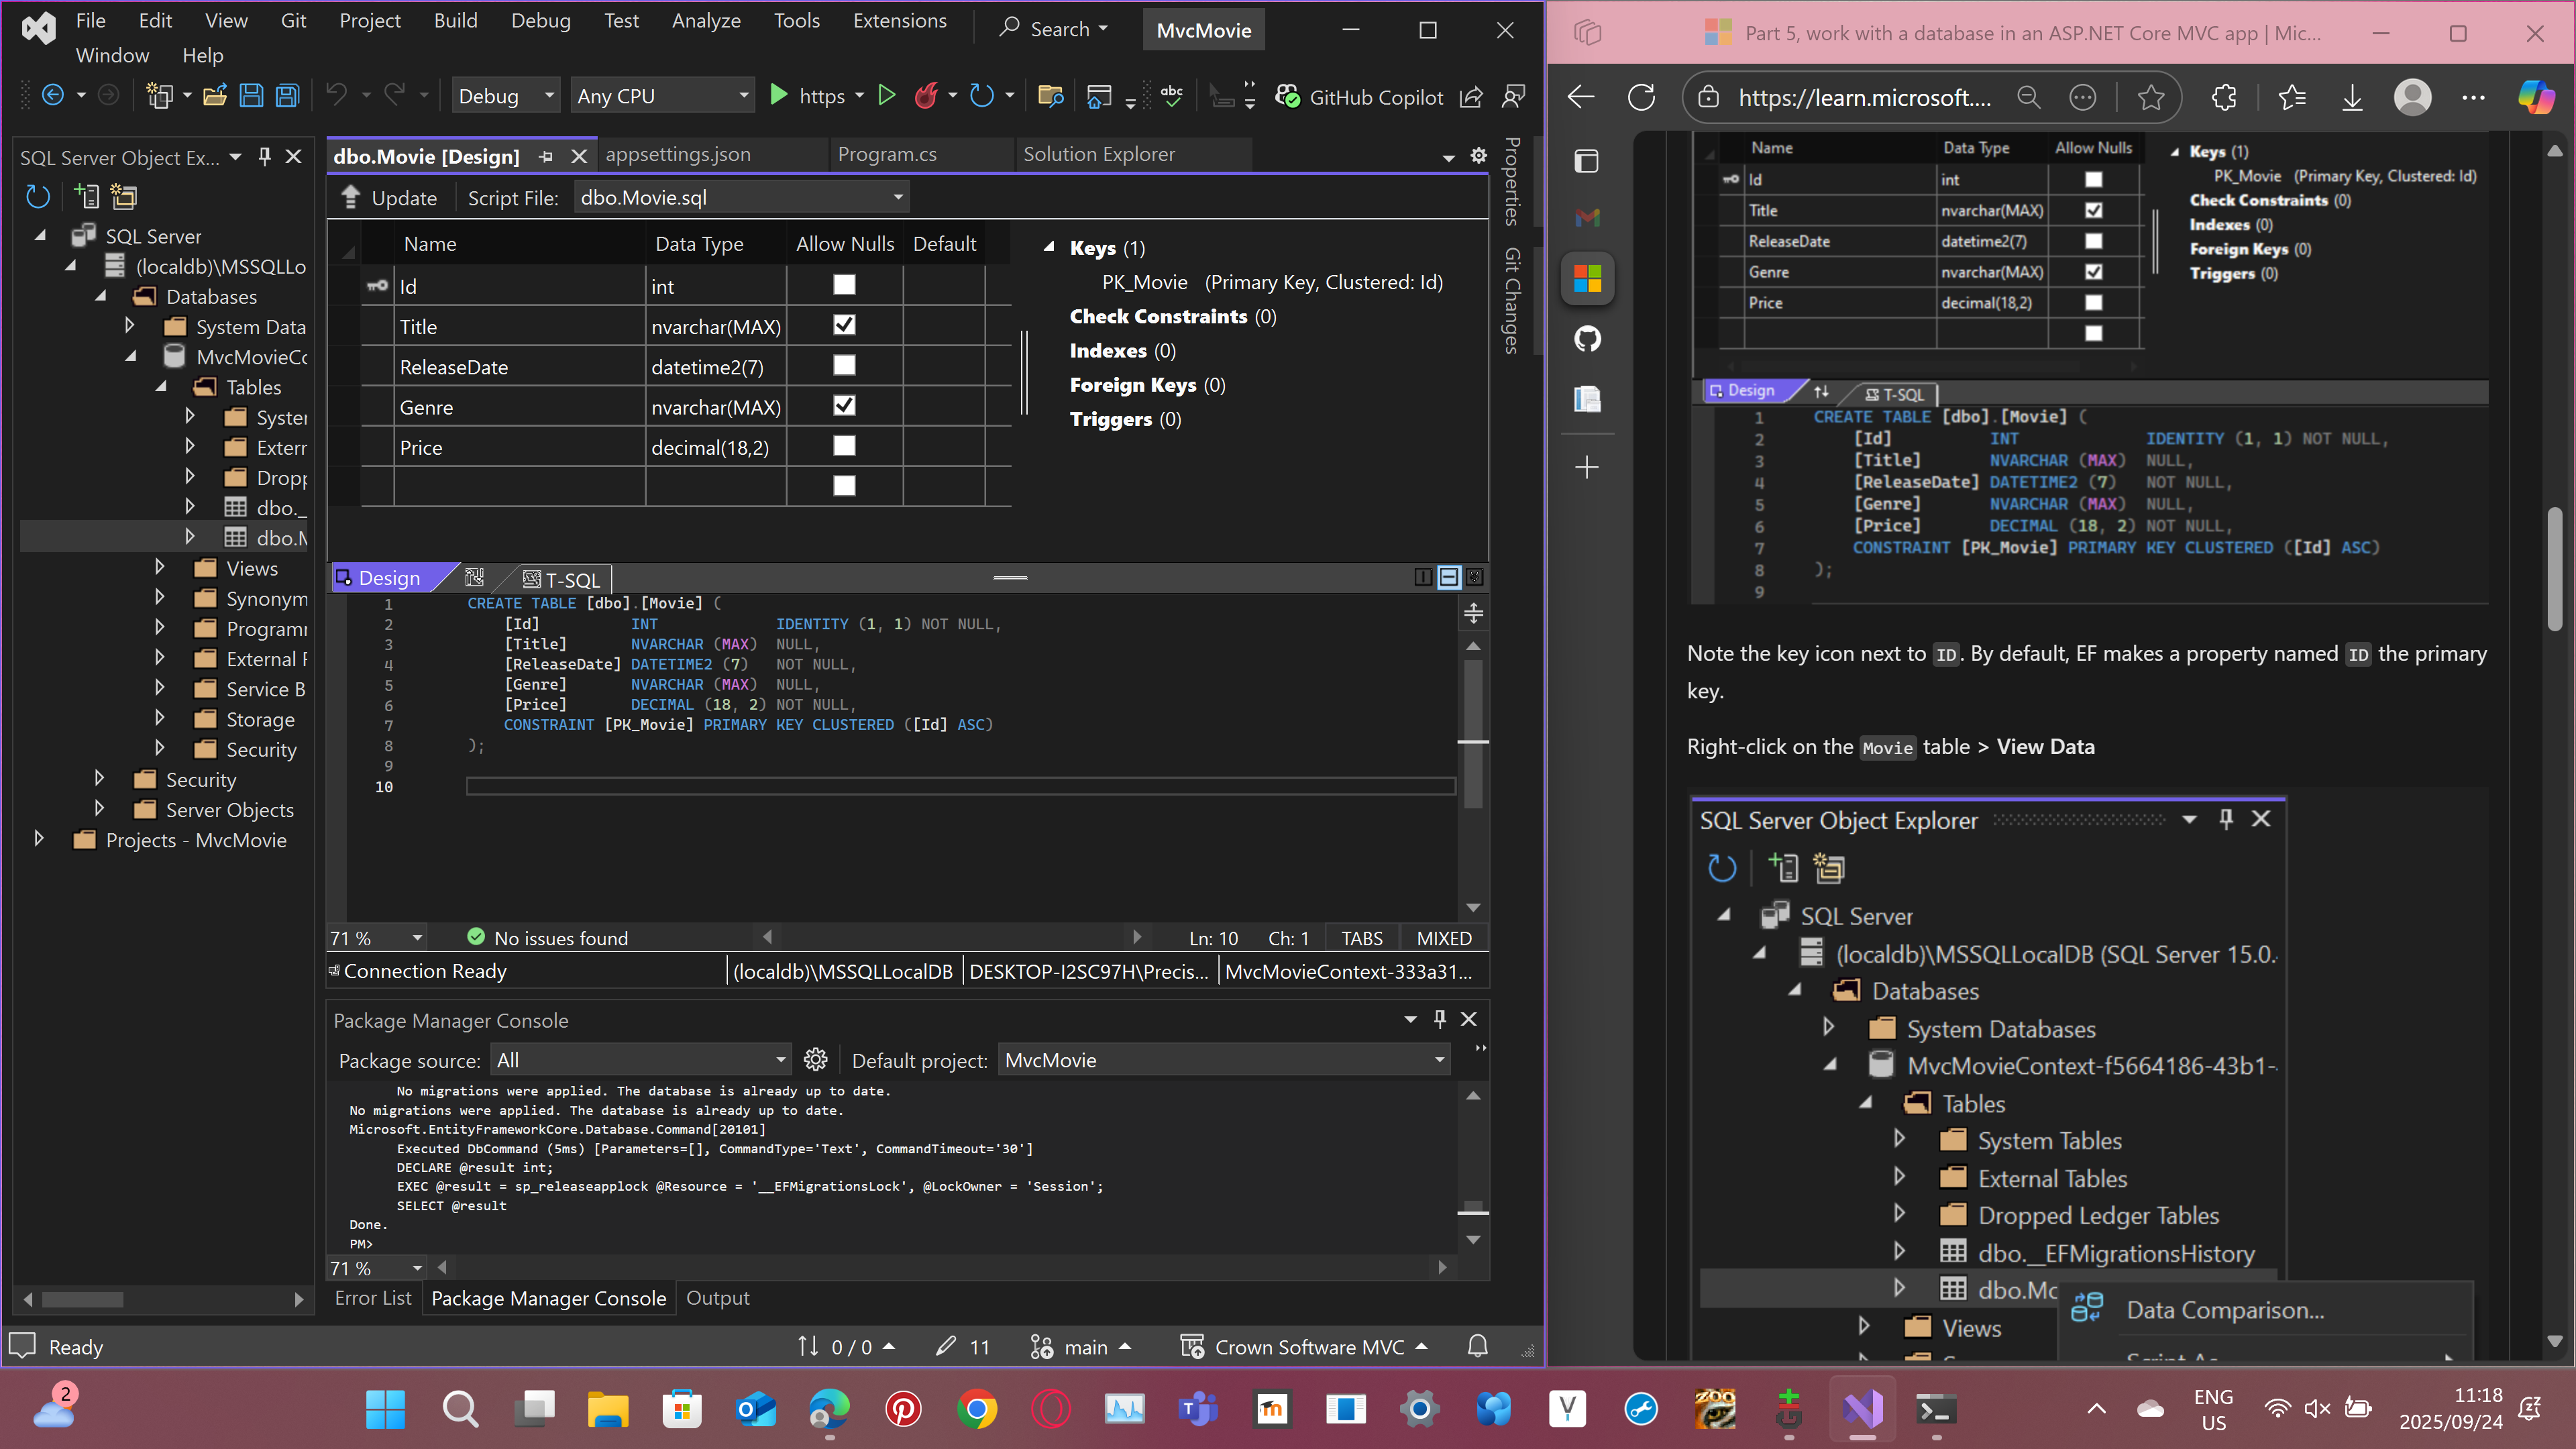 File Edit View Git Project Build Debug Test Analyze Tools Extensions Search MvcMovie
Window Help
Debug Any CPU https GitHub Copilot
SQL Server Object Ex...
SQL Server
(localdb)\MSSQLLo
Databases
System Data
MvcMovieCo
Tables
Syster
Extern
Dropp
dbo._
dbo.M
Views
Synonym
Programr
External F
Service B
Storage
Security
Security
Server Objects
Projects - MvcMovie
dbo.Movie [Design] appsettings.json Program.cs Solution Explorer
Update Script File: dbo.Movie.sql
Name Data Type Allow Nulls Default
Id int
Title nvarchar(MAX)
ReleaseDate datetime2(7)
Genre nvarchar(MAX)
Price decimal(18,2)
Keys (1)
PK_Movie (Primary Key, Clustered: Id)
Check Constraints (0)
Indexes (0)
Foreign Keys (0)
Triggers (0)
Properties
Git Changes
Design T-SQL
1 CREATE TABLE [dbo].[Movie] (
2 [Id] INT IDENTITY (1, 1) NOT NULL,
3 [Title] NVARCHAR (MAX) NULL,
4 [ReleaseDate] DATETIME2 (7) NOT NULL,
5 [Genre] NVARCHAR (MAX) NULL,
6 [Price] DECIMAL (18, 2) NOT NULL,
7 CONSTRAINT [PK_Movie] PRIMARY KEY CLUSTERED ([Id] ASC)
8 );
9
10
71 % No issues found Ln: 10 Ch: 1 TABS MIXED
Connection Ready (localdb)\MSSQLLocalDB DESKTOP-I2SC97H\Precis... MvcMovieContext-333a31...
Package Manager Console
Package source: All Default project: MvcMovie
No migrations were applied. The database is already up to date.
No migrations were applied. The database is already up to date.
Microsoft.EntityFrameworkCore.Database.Command[20101]
Executed DbCommand (5ms) [Parameters=[], CommandType='Text', CommandTimeout='30']
DECLARE @result int;
EXEC @result = sp_releaseapplock @Resource = '__EFMigrationsLock', @LockOwner = 'Session';
SELECT @result
Done.
PM>
71 %
Error List Package Manager Console Output
Ready 0 / 0 11 main Crown Software MVC
Part 5, work with a database in an ASP.NET Core MVC app | Mic...
https://learn.microsoft....
Name Data Type Allow Nulls
Id int
Title nvarchar(MAX)
ReleaseDate datetime2(7)
Genre nvarchar(MAX)
Price decimal(18,2)
Keys (1)
PK_Movie (Primary Key, Clustered: Id)
Check Constraints (0)
Indexes (0)
Foreign Keys (0)
Triggers (0)
Design T-SQL
1 CREATE TABLE [dbo].[Movie] (
2 [Id] INT IDENTITY (1, 1) NOT NULL,
3 [Title] NVARCHAR (MAX) NULL,
4 [ReleaseDate] DATETIME2 (7) NOT NULL,
5 [Genre] NVARCHAR (MAX) NULL,
6 [Price] DECIMAL (18, 2) NOT NULL,
7 CONSTRAINT [PK_Movie] PRIMARY KEY CLUSTERED ([Id] ASC)
8 );
9
Note the key icon next to ID. By default, EF makes a property named ID the primary
key.
Right-click on the Movie table > View Data
SQL Server Object Explorer
SQL Server
(localdb)\MSSQLLocalDB (SQL Server 15.0.
Databases
System Databases
MvcMovieContext-f5664186-43b1-
Tables
System Tables
External Tables
Dropped Ledger Tables
dbo.__EFMigrationsHistory
dbo.Mo
Data Comparison...
Views
Script As
2
ENG
US
11:18
2025/09/24